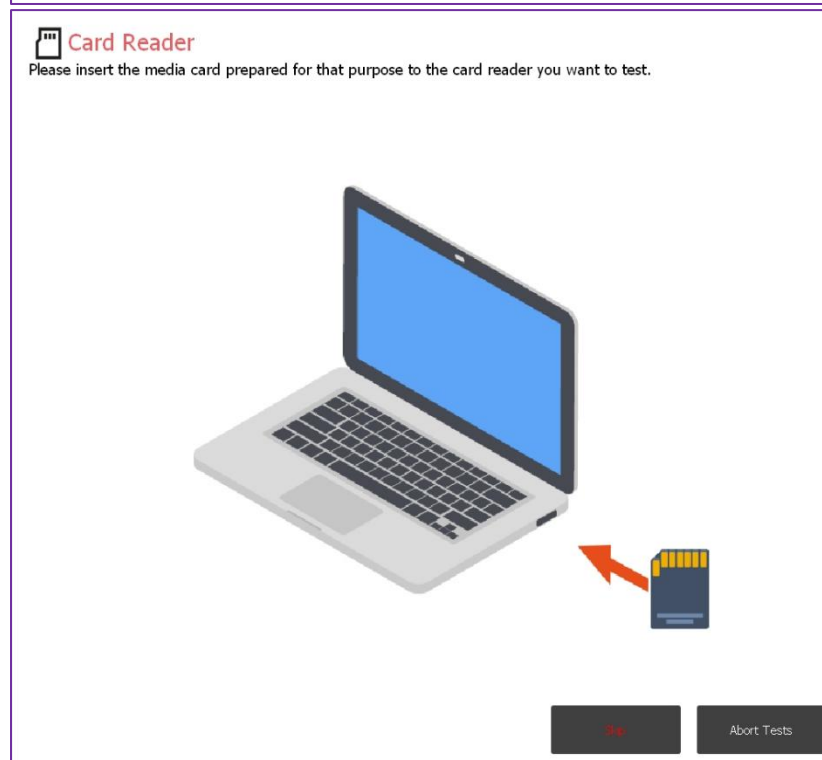 Card Reader
Please insert the media card prepared for that purpose to the card reader you want to test.
Skip
Abort Tests